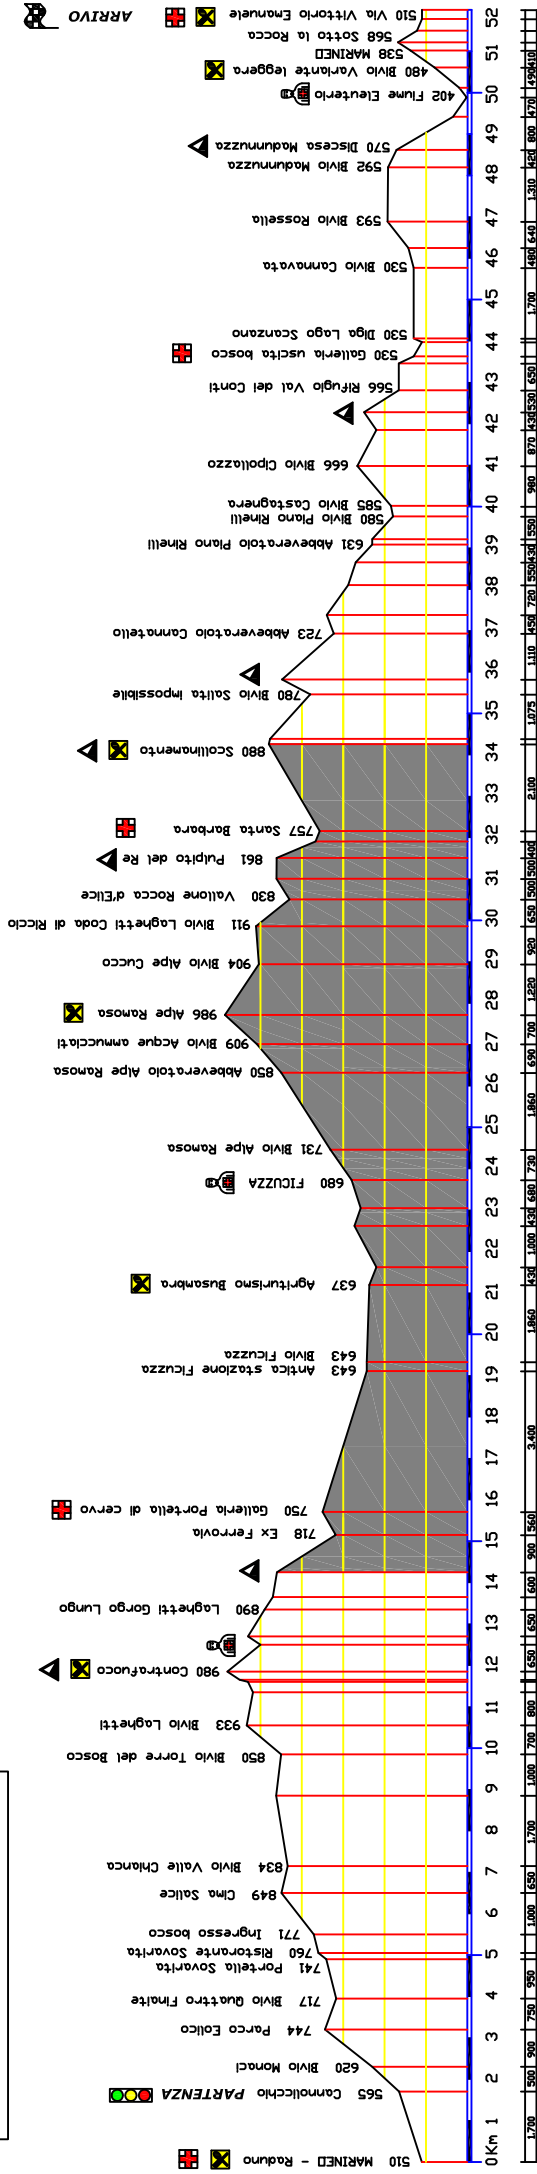 510 MARINEO - Raduno
565 Cannolicchio PARTENZA
620 Bivio Monaci
744 Parco Eolico
717 Bivio Quattro Finaite
741 Portella Sovarita
760 Ristorante Sovarita
771 Ingresso bosco
849 Cima Salice
834 Bivio Valle Chianca
850 Bivio Torre del Bosco
933 Bivio Laghetti
980 Contrafuoco
890 Laghetti Gorgo Lungo
718 Ex Ferrovia
750 Galleria Portella di cervo
643 Antica stazione Ficuzza
643 Bivio Ficuzza
637 Agriturismo Busambra
680 FICUZZA
731 Bivio Alpe Ramosa
850 Abbeveratoio Alpe Ramosa
909 Bivio Acque ammucciati
986 Alpe Ramosa
904 Bivio Alpe Cucco
911 Bivio Laghetti Coda di Riccio
830 Vallone Rocca d'Elice
861 Pulpito del Re
757 Santa Barbara
880 Scollinamento
780 Bivio Salita impossibile
723 Abbeveratoio Cannatello
631 Abbeveratoio Piano Rinelli
580 Bivio Piano Rinelli
585 Bivio Castagnera
666 Bivio Cipollazzo
566 Rifugio Val dei Conti
530 Galleria uscita bosco
530 Diga Lago Scanzano
530 Bivio Cannavata
593 Bivio Rossella
592 Bivio Madunnuzza
570 Discesa Madunnuzza
402 Fiume Eleuterio
480 Bivio Variante leggera
538 MARINEO
568 Sotto la Rocca
510 Via Vittorio Emanuele
ARRIVO
0 Km 1 2 3 4 5 6 7 8 9 10 11 12 13 14 15 16 17 18 19 20 21 22 23 24 25 26 27 28 29 30 31 32 33 34 35 36 37 38 39 40 41 42 43 44 45 46 47 48 49 50 51 52
1.700 500 900 750 950 1.000 650 1.700 1.000 700 800 650 650 600 900 560 3.400 1.860 430 1.000 430 680 730 1.860 690 700 1.220 920 650 500 500 400 2.100 1.075 1.110 450 720 550 430 550 980 870 430 530 650 1.700 480 640 1.310 420 800 470 490 410